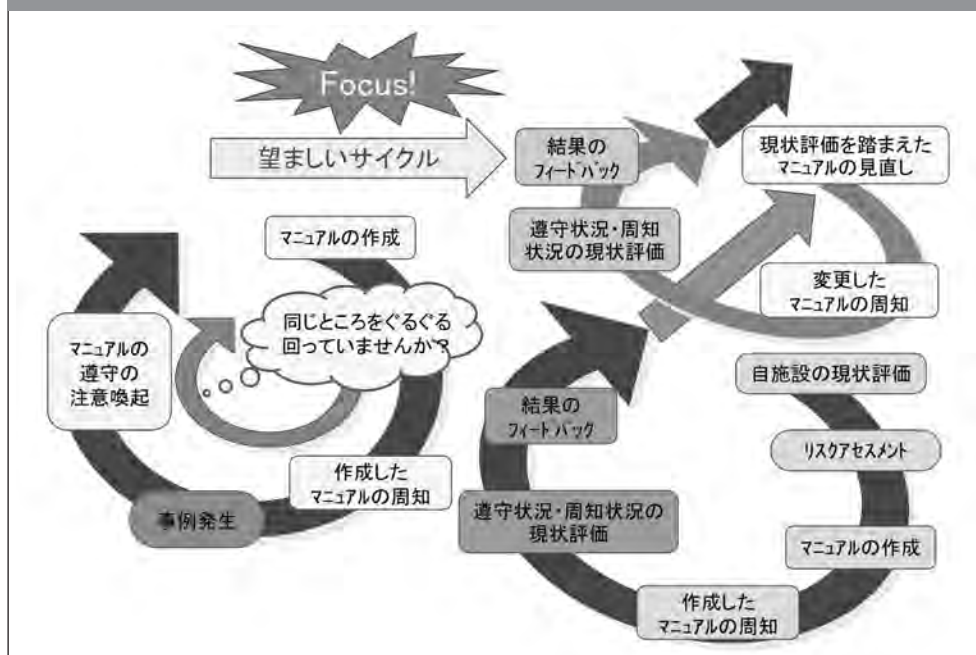 Focus!
望ましいサイクル
マニュアルの作成
同じところをぐるぐる
回っていませんか?
マニュアルの
遵守の
注意喚起
作成した
マニュアルの周知
事例発生
結果の
フィードバック
現状評価を踏まえた
マニュアルの見直し
遵守状況・周知
状況の現状評価
変更した
マニュアルの周知
自施設の現状評価
リスクアセスメント
マニュアルの作成
作成した
マニュアルの周知
遵守状況・周知状況の
現状評価
結果の
フィードバック